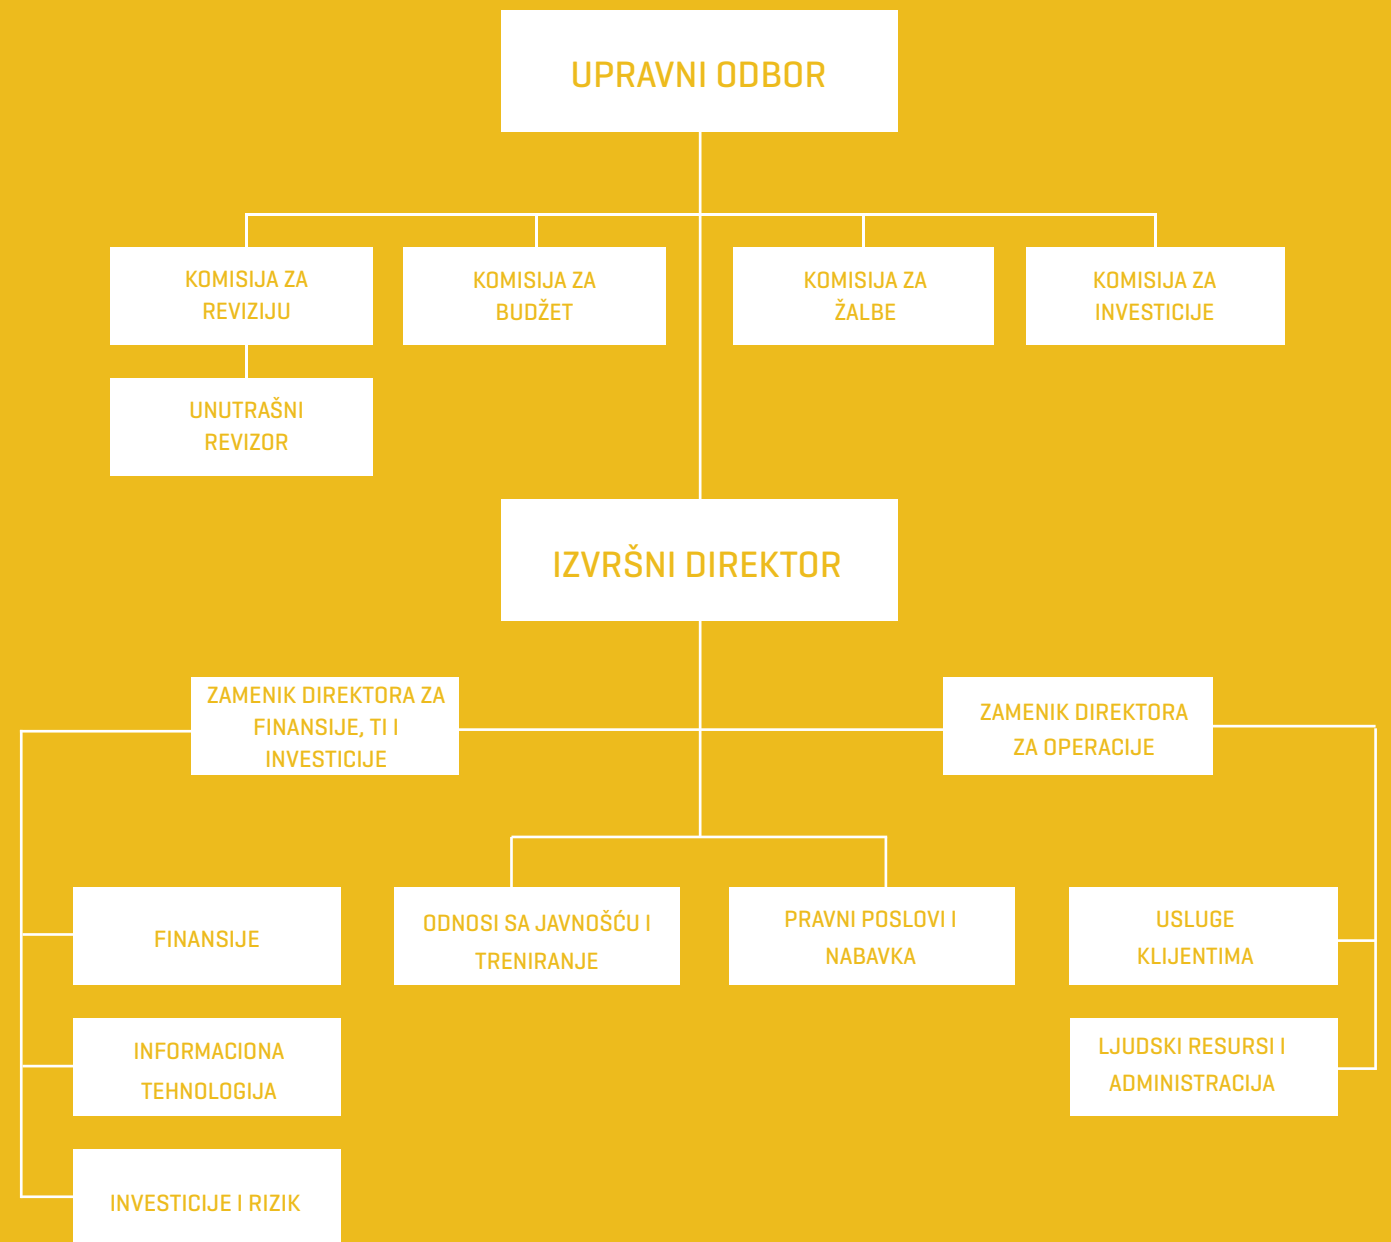 UPRAVNI ODBOR
KOMISIJA ZA
REVIZIJU
KOMISIJA ZA
BUDŽET
KOMISIJA ZA
ŽALBE
KOMISIJA ZA
INVESTICIJE
UNUTRAŠNI
REVIZOR
IZVRŠNI DIREKTOR
ZAMENIK DIREKTORA ZA
FINANSIJE, TI I
INVESTICIJE
ZAMENIK DIREKTORA
ZA OPERACIJE
FINANSIJE
ODNOSI SA JAVNOŠĆU I
TRENIRANJE
PRAVNI POSLOVI I
NABAVKA
USLUGE
KLIJENTIMA
INFORMACIONA
TEHNOLOGIJA
LJUDSKI RESURSI I
ADMINISTRACIJA
INVESTICIJE I RIZIK